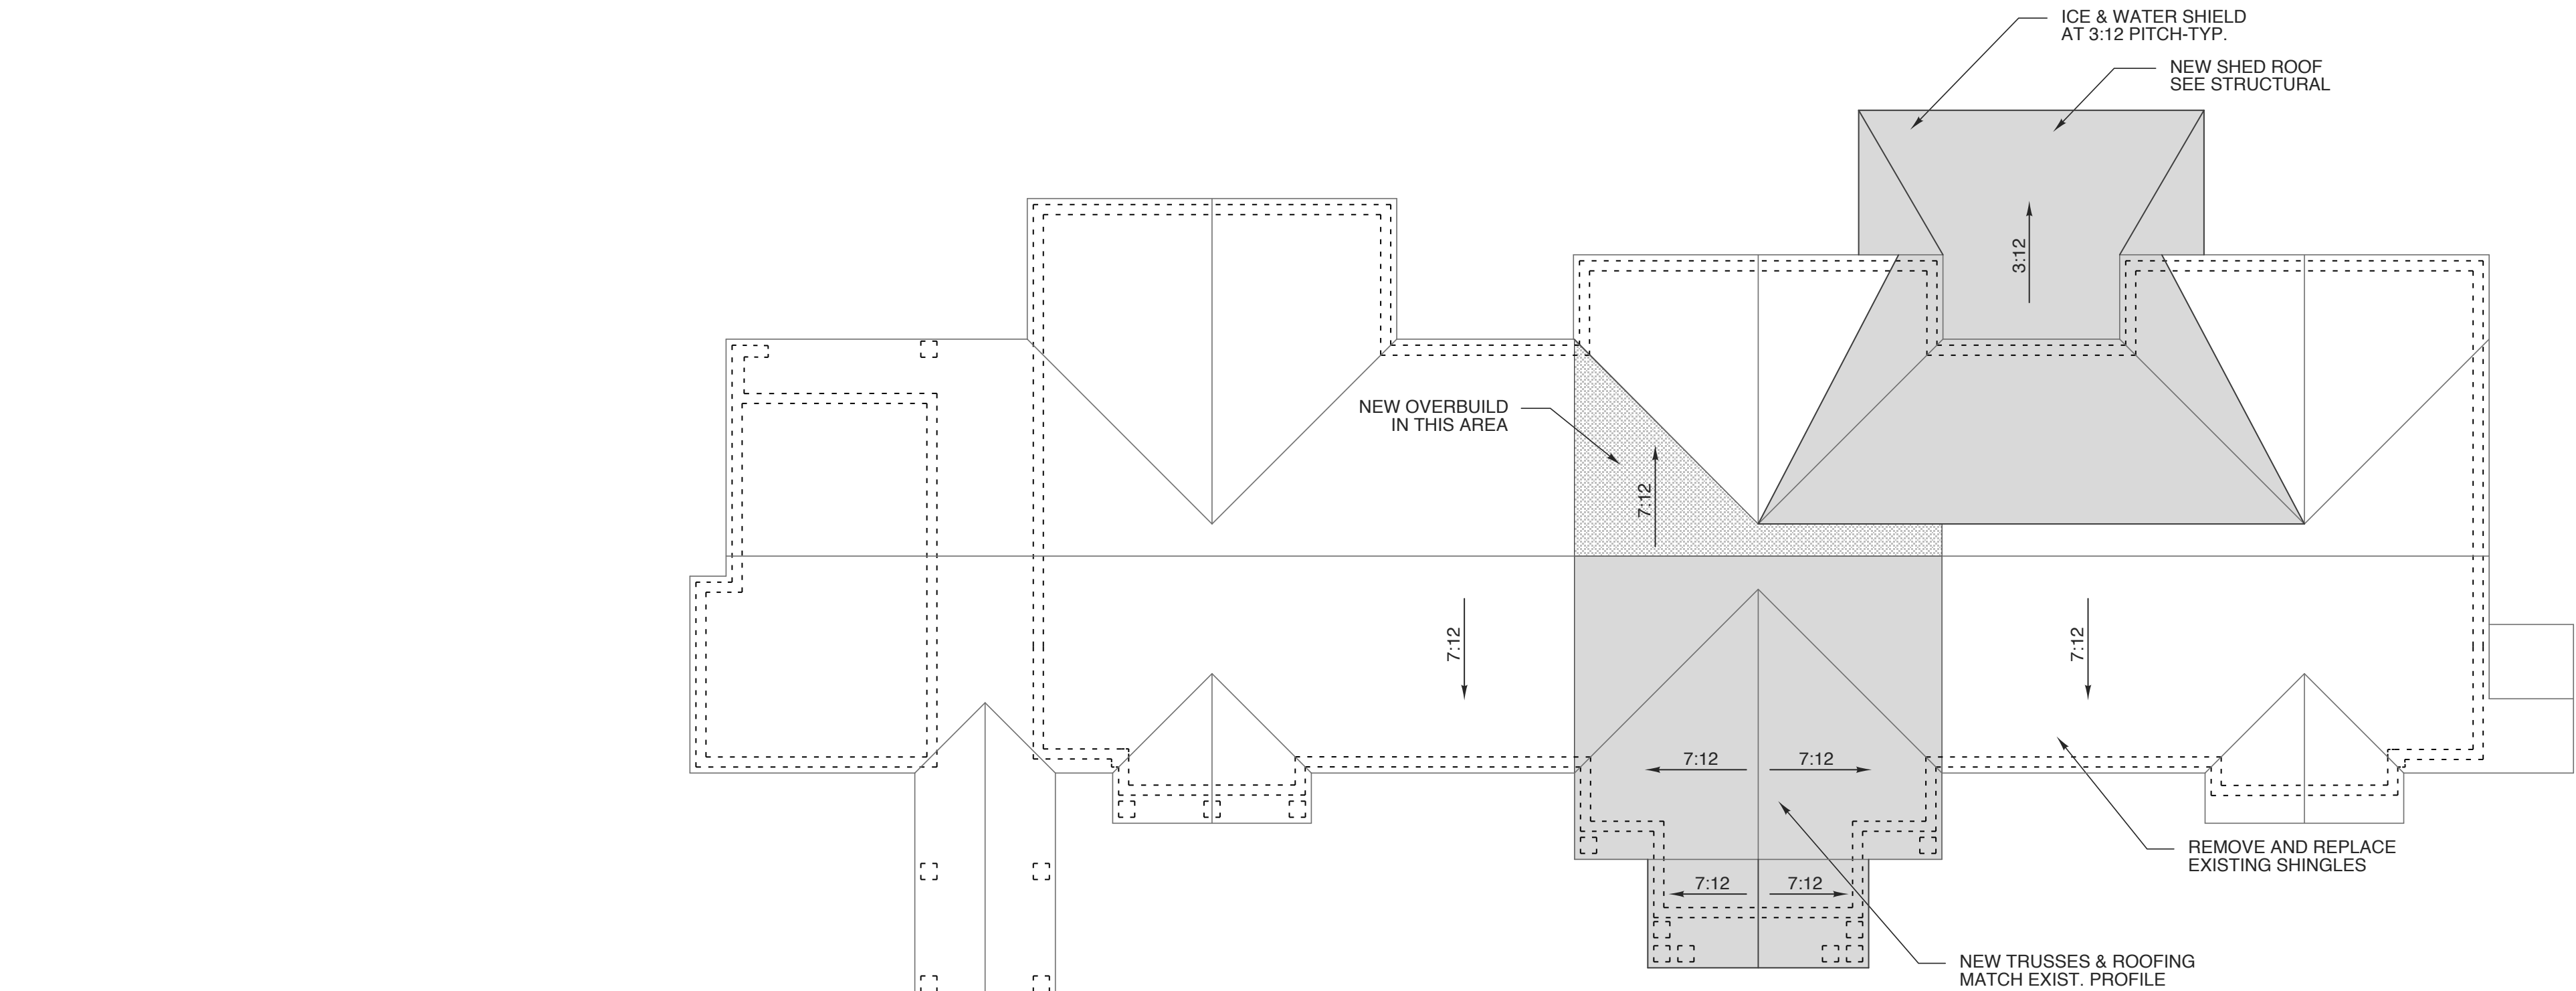 ICE & WATER SHIELD
AT 3:12 PITCH-TYP.
NEW SHED ROOF
SEE STRUCTURAL
3:12
NEW OVERBUILD
IN THIS AREA
7:12
7:12
7:12
7:12
7:12
7:12
7:12
REMOVE AND REPLACE
EXISTING SHINGLES
NEW TRUSSES & ROOFING
MATCH EXIST. PROFILE